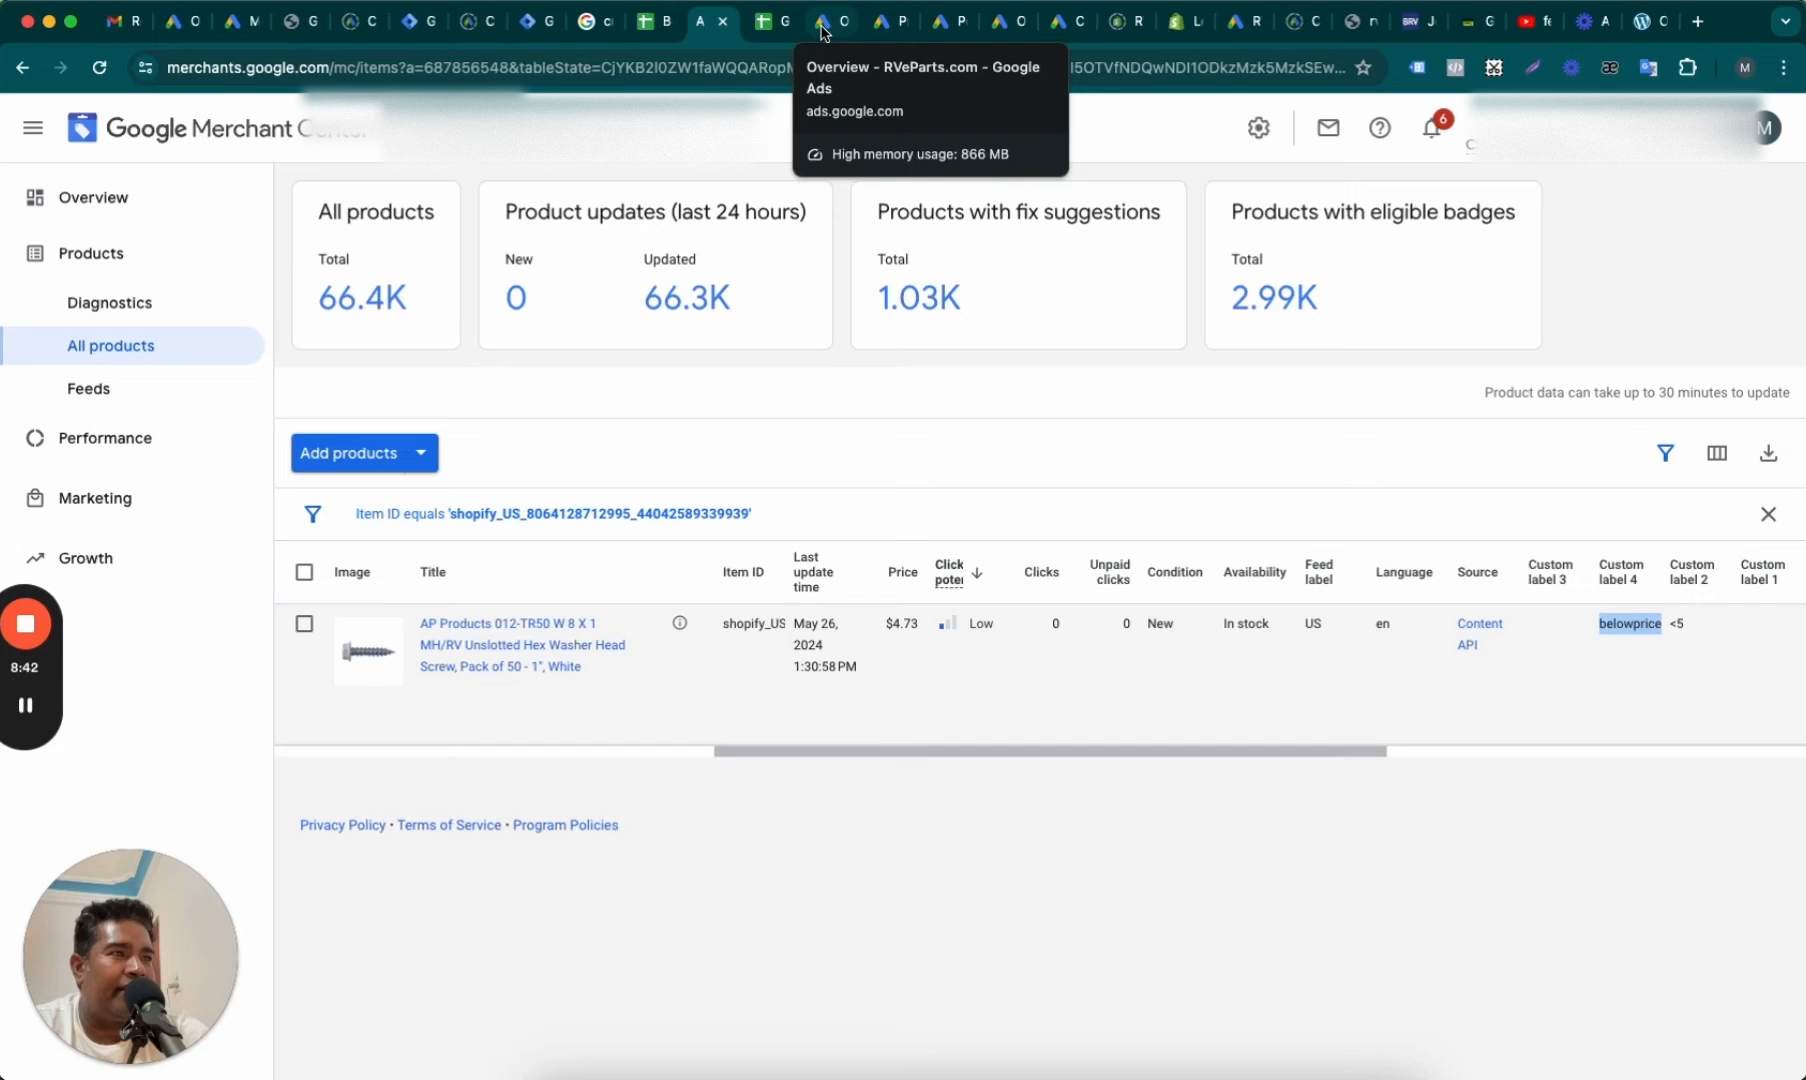 R O M G C G C G C B A G O P P O C R L R C r BRV J G f A O
merchants.google.com/mc/items?a=687856548&tableState=CjYKB2I0ZW1faWQQARopM I5OTVfNDQwNDI1ODkzMzk5MzkSEw...
M
Overview - RVeParts.com - Google
Ads
ads.google.com
High memory usage: 866 MB
Google Merchant Center
6
M
Overview
Products
Diagnostics
All products
Feeds
Performance
Marketing
Growth
8:42
All products
Total
66.4K
Product updates (last 24 hours)
New Updated
0 66.3K
Products with fix suggestions
Total
1.03K
Products with eligible badges
Total
2.99K
Product data can take up to 30 minutes to update
Add products
Item ID equals 'shopify_US_8064128712995_44042589339939'
Image Title Item ID Last update time Price Click poter Clicks Unpaid clicks Condition Availability Feed label Language Source Custom label 3 Custom label 4 Custom label 2 Custom label 1
AP Products 012-TR50 W 8 X 1 shopify_US May 26, $4.73 Low 0 0 New In stock US en Content belowprice <5
MH/RV Unslotted Hex Washer Head 2024 API
Screw, Pack of 50 - 1", White 1:30:58 PM
Privacy Policy • Terms of Service • Program Policies